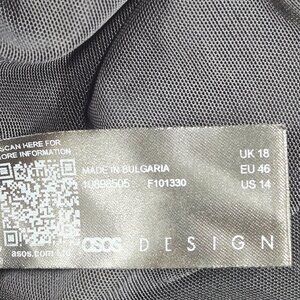 SCAN HERE FOR
MORE INFORMATION
MADE IN BULGARIA
F101330
UK 18
EU 46
US 14
asos DESIGN
asos.com Ltd